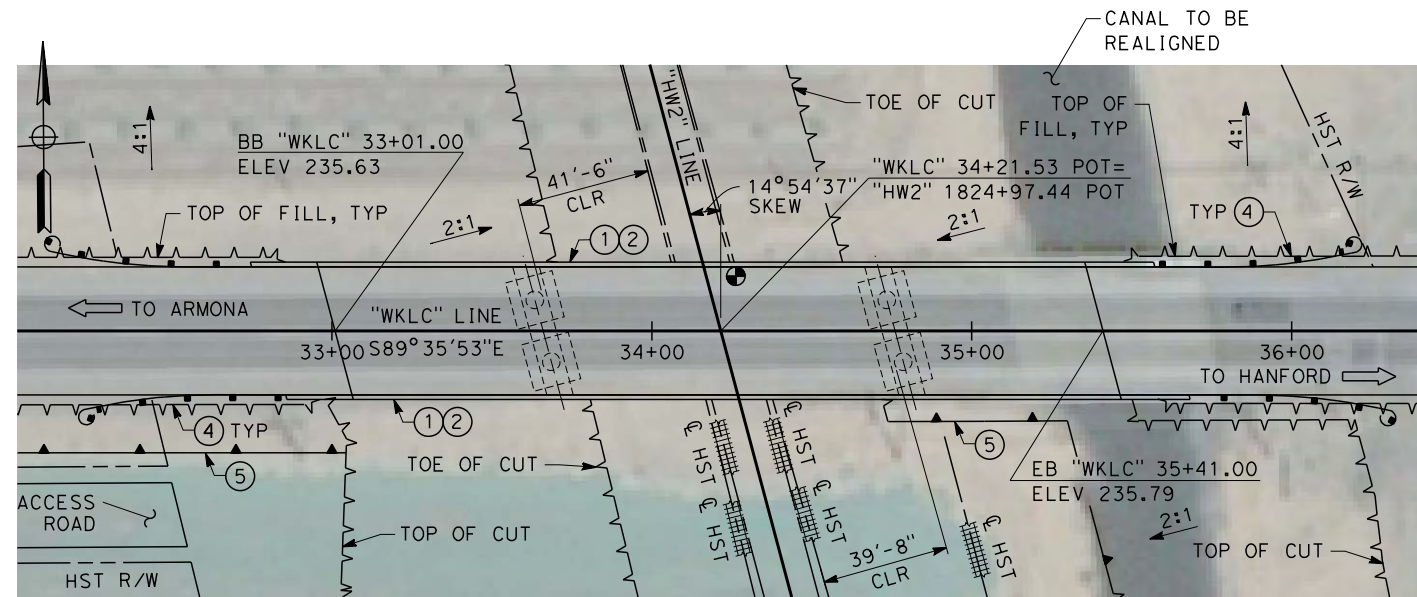 CANAL TO BE
REALIGNED
4:1
BB "WKLC" 33+01.00
ELEV 235.63
41'-6"
CLR
"HW2" LINE
TOE OF CUT
TOP OF
FILL, TYP
4:1
HST R/W
"WKLC" 34+21.53 POT=
"HW2" 1824+97.44 POT
14°54'37"
SKEW
TOP OF FILL, TYP
2:1
1 2
2:1
TYP 4
TO ARMONA
"WKLC" LINE
S89°35'53"E
33+00
34+00
35+00
36+00
TO HANFORD
4 TYP
1 2
5
5
TOE OF CUT
℄ HST
℄ HST
℄ HST
℄ HST
℄ HST
EB "WKLC" 35+41.00
ELEV 235.79
2:1
ACCESS
ROAD
TOP OF CUT
39'-8"
CLR
TOP OF CUT
HST R/W